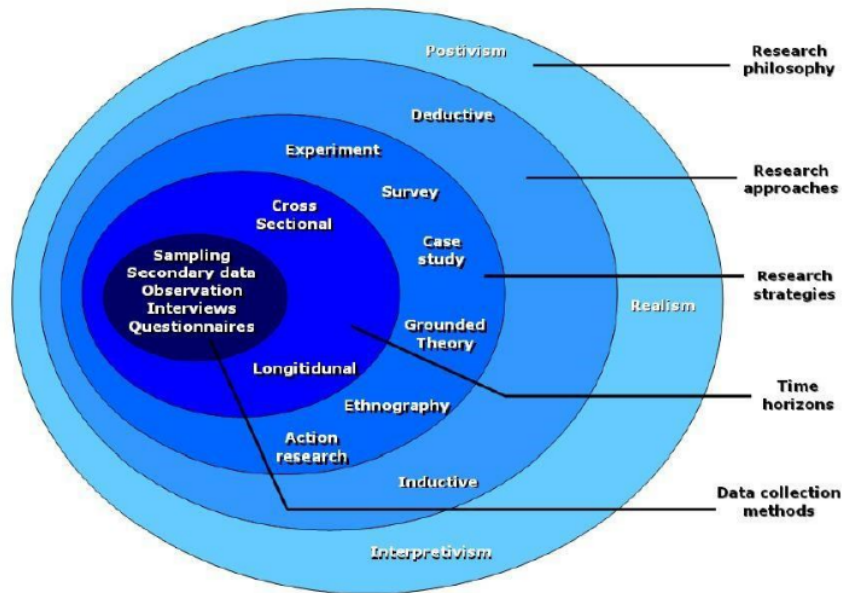 Postivism
Research
philosophy
Deductive
Experiment
Research
approaches
Survey
Cross
Sectional
Case
study
Sampling
Secondary data
Observation
Interviews
Questionnaires
Research
strategies
Realism
Grounded
Theory
Longitidunal
Time
horizons
Ethnography
Action
research
Inductive
Data collection
methods
Interpretivism